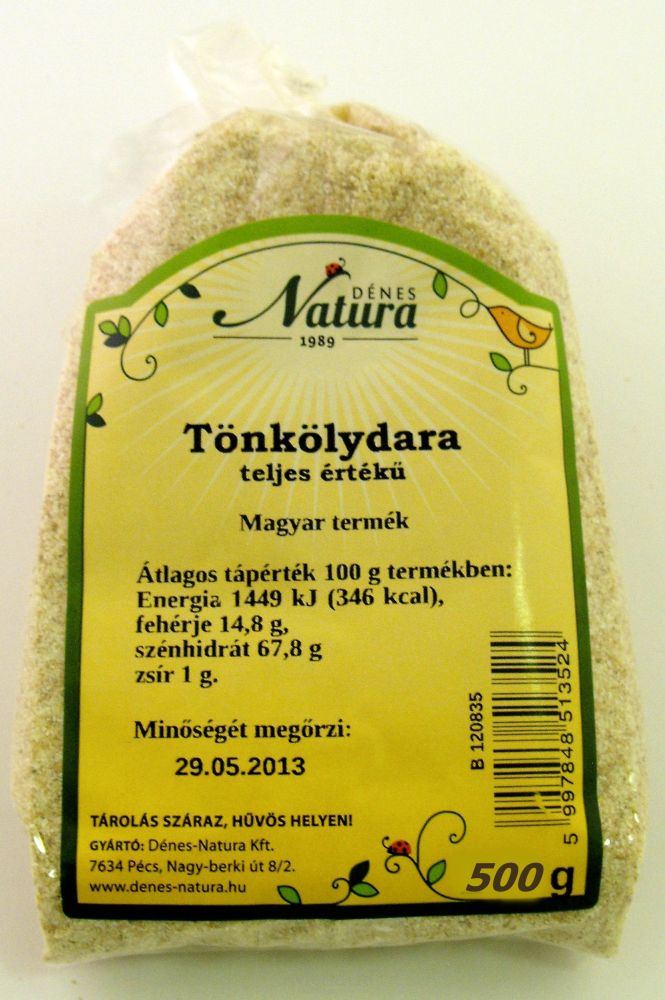 DÉNES
Natura
1989
Tönkölydara
teljes értékű
Magyar termék
Átlagos tápérték 100 g termékben:
Energia 1449 kJ (346 kcal),
fehérje 14,8 g,
szénhidrát 67,8 g
zsír 1 g.
Minőségét megőrzi:
29.05.2013
B 120835
5 997848 513524
TÁROLÁS SZÁRAZ, HŰVÖS HELYEN!
GYÁRTÓ: Dénes-Natura Kft.
7634 Pécs, Nagy-berki út 8/2.
www.denes-natura.hu
500 g